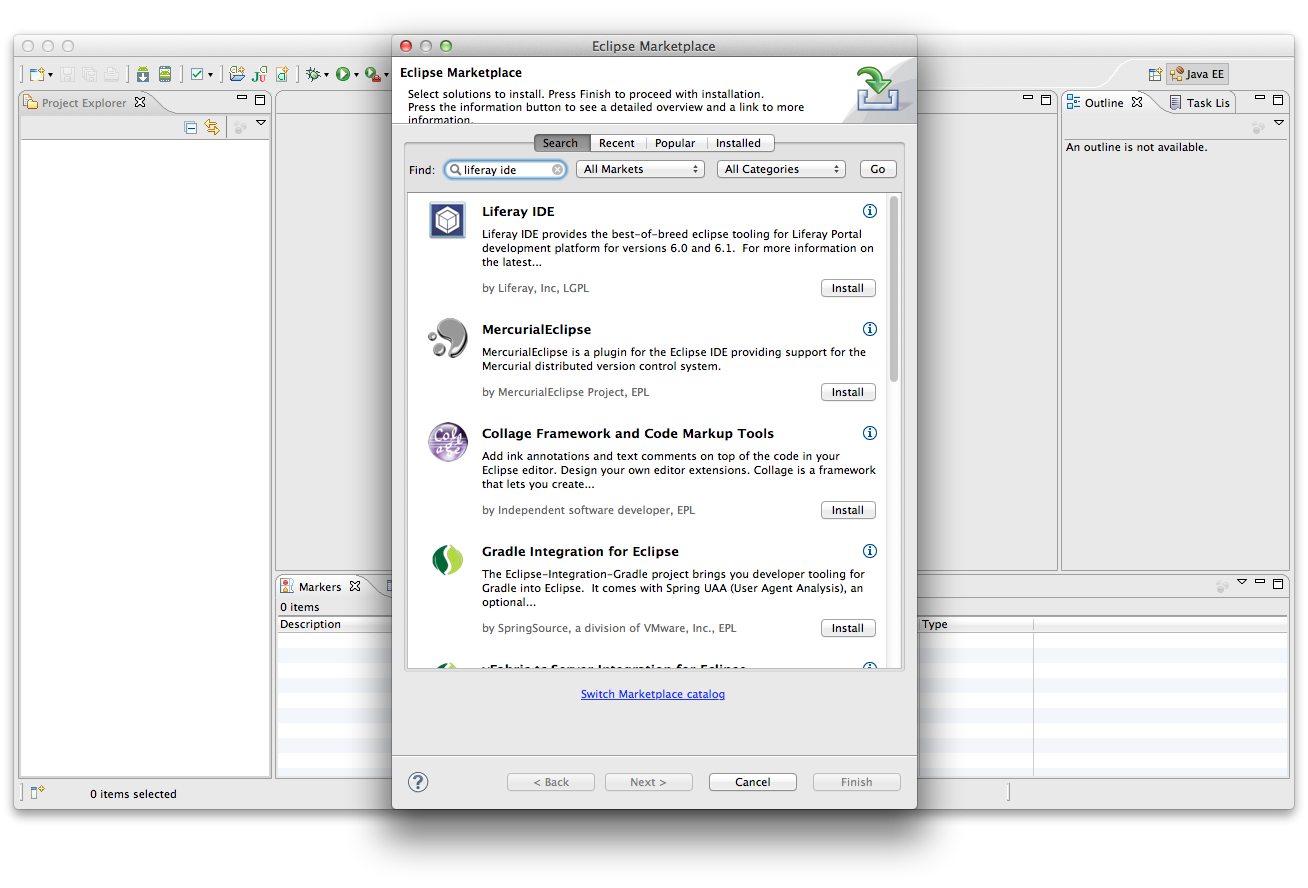 Eclipse Marketplace
Java EE
Project Explorer
Outline
Task Lis
An outline is not available.
Eclipse Marketplace
Select solutions to install. Press Finish to proceed with installation.
Press the information button to see a detailed overview and a link to more
information.
Search Recent Popular Installed
Find: liferay ide All Markets All Categories Go
Liferay IDE
Liferay IDE provides the best-of-breed eclipse tooling for Liferay Portal
development platform for versions 6.0 and 6.1. For more information on
the latest...
by Liferay, Inc, LGPL Install
MercurialEclipse
MercurialEclipse is a plugin for the Eclipse IDE providing support for the
Mercurial distributed version control system.
by MercurialEclipse Project, EPL Install
Collage Framework and Code Markup Tools
Add ink annotations and text comments on top of the code in your
Eclipse editor. Design your own editor extensions. Collage is a framework
that lets you create...
by Independent software developer, EPL Install
Gradle Integration for Eclipse
The Eclipse-Integration-Gradle project brings you developer tooling for
Gradle into Eclipse. It comes with Spring UAA (User Agent Analysis), an
optional...
by SpringSource, a division of VMware, Inc., EPL Install
Switch Marketplace catalog
< Back Next > Cancel Finish
Markers
0 items
Description
Type
0 items selected